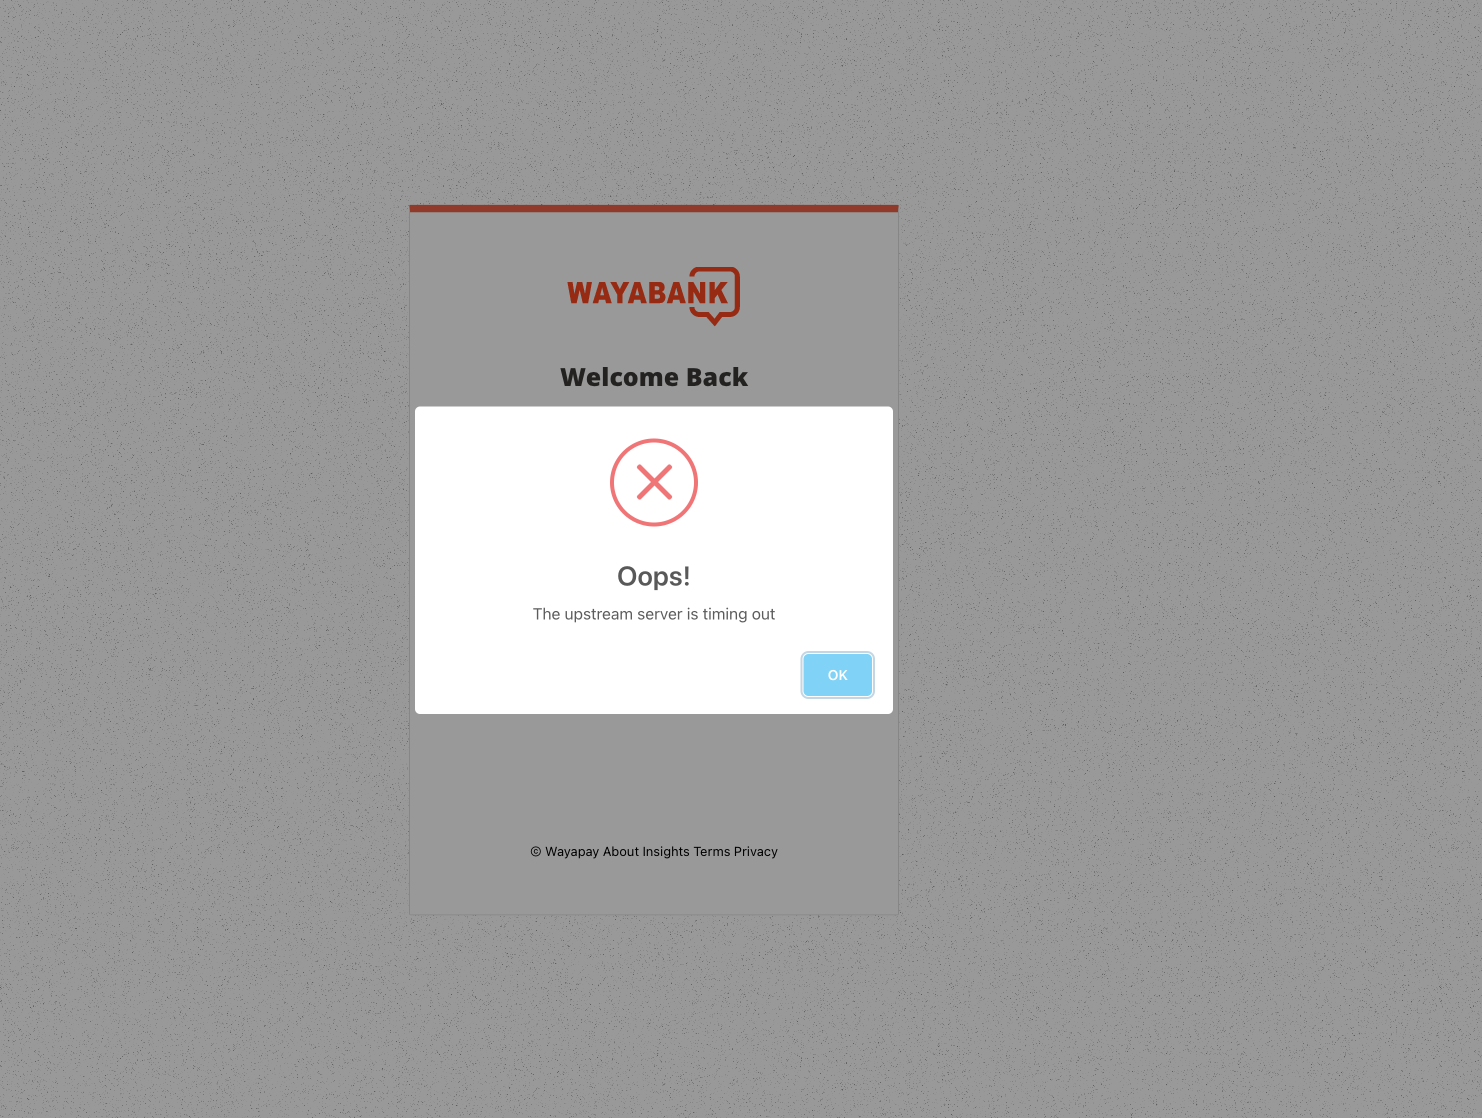 WAYABANK
Welcome Back
Oops!
The upstream server is timing out
OK
© Wayapay About Insights Terms Privacy